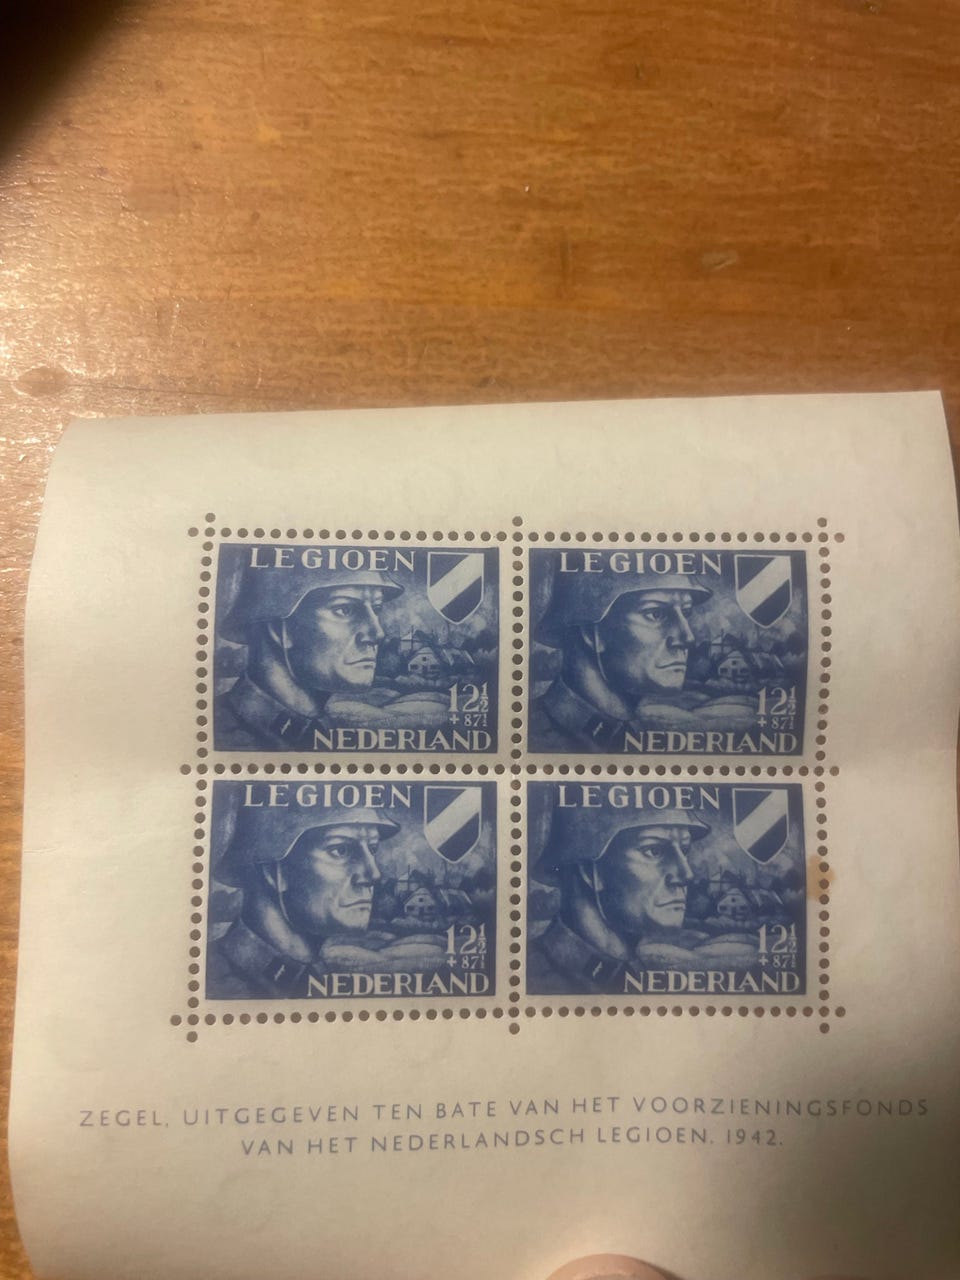 LEGIOEN
12½
+ 87½
NEDERLAND
LEGIOEN
12½
+ 87½
NEDERLAND
LEGIOEN
12½
+ 87½
NEDERLAND
LEGIOEN
12½
+ 87½
NEDERLAND
ZEGEL, UITGEGEVEN TEN BATE VAN HET VOORZIENINGSFONDS
VAN HET NEDERLANDSCH LEGIOEN. 1942.